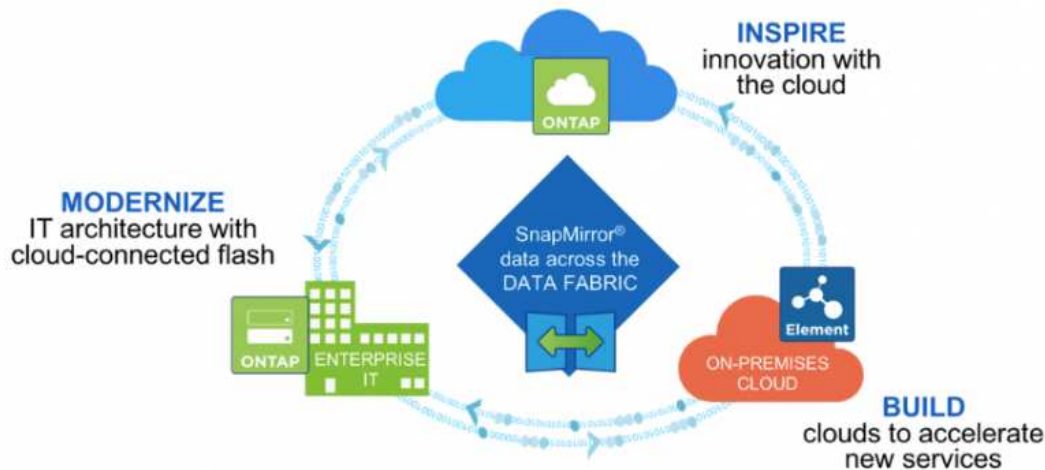 INSPIRE
innovation with
the cloud
ONTAP
MODERNIZE
IT architecture with
cloud-connected flash
SnapMirror®
data across the
DATA FABRIC
ONTAP
ENTERPRISE
IT
Element
ON-PREMISES
CLOUD
BUILD
clouds to accelerate
new services